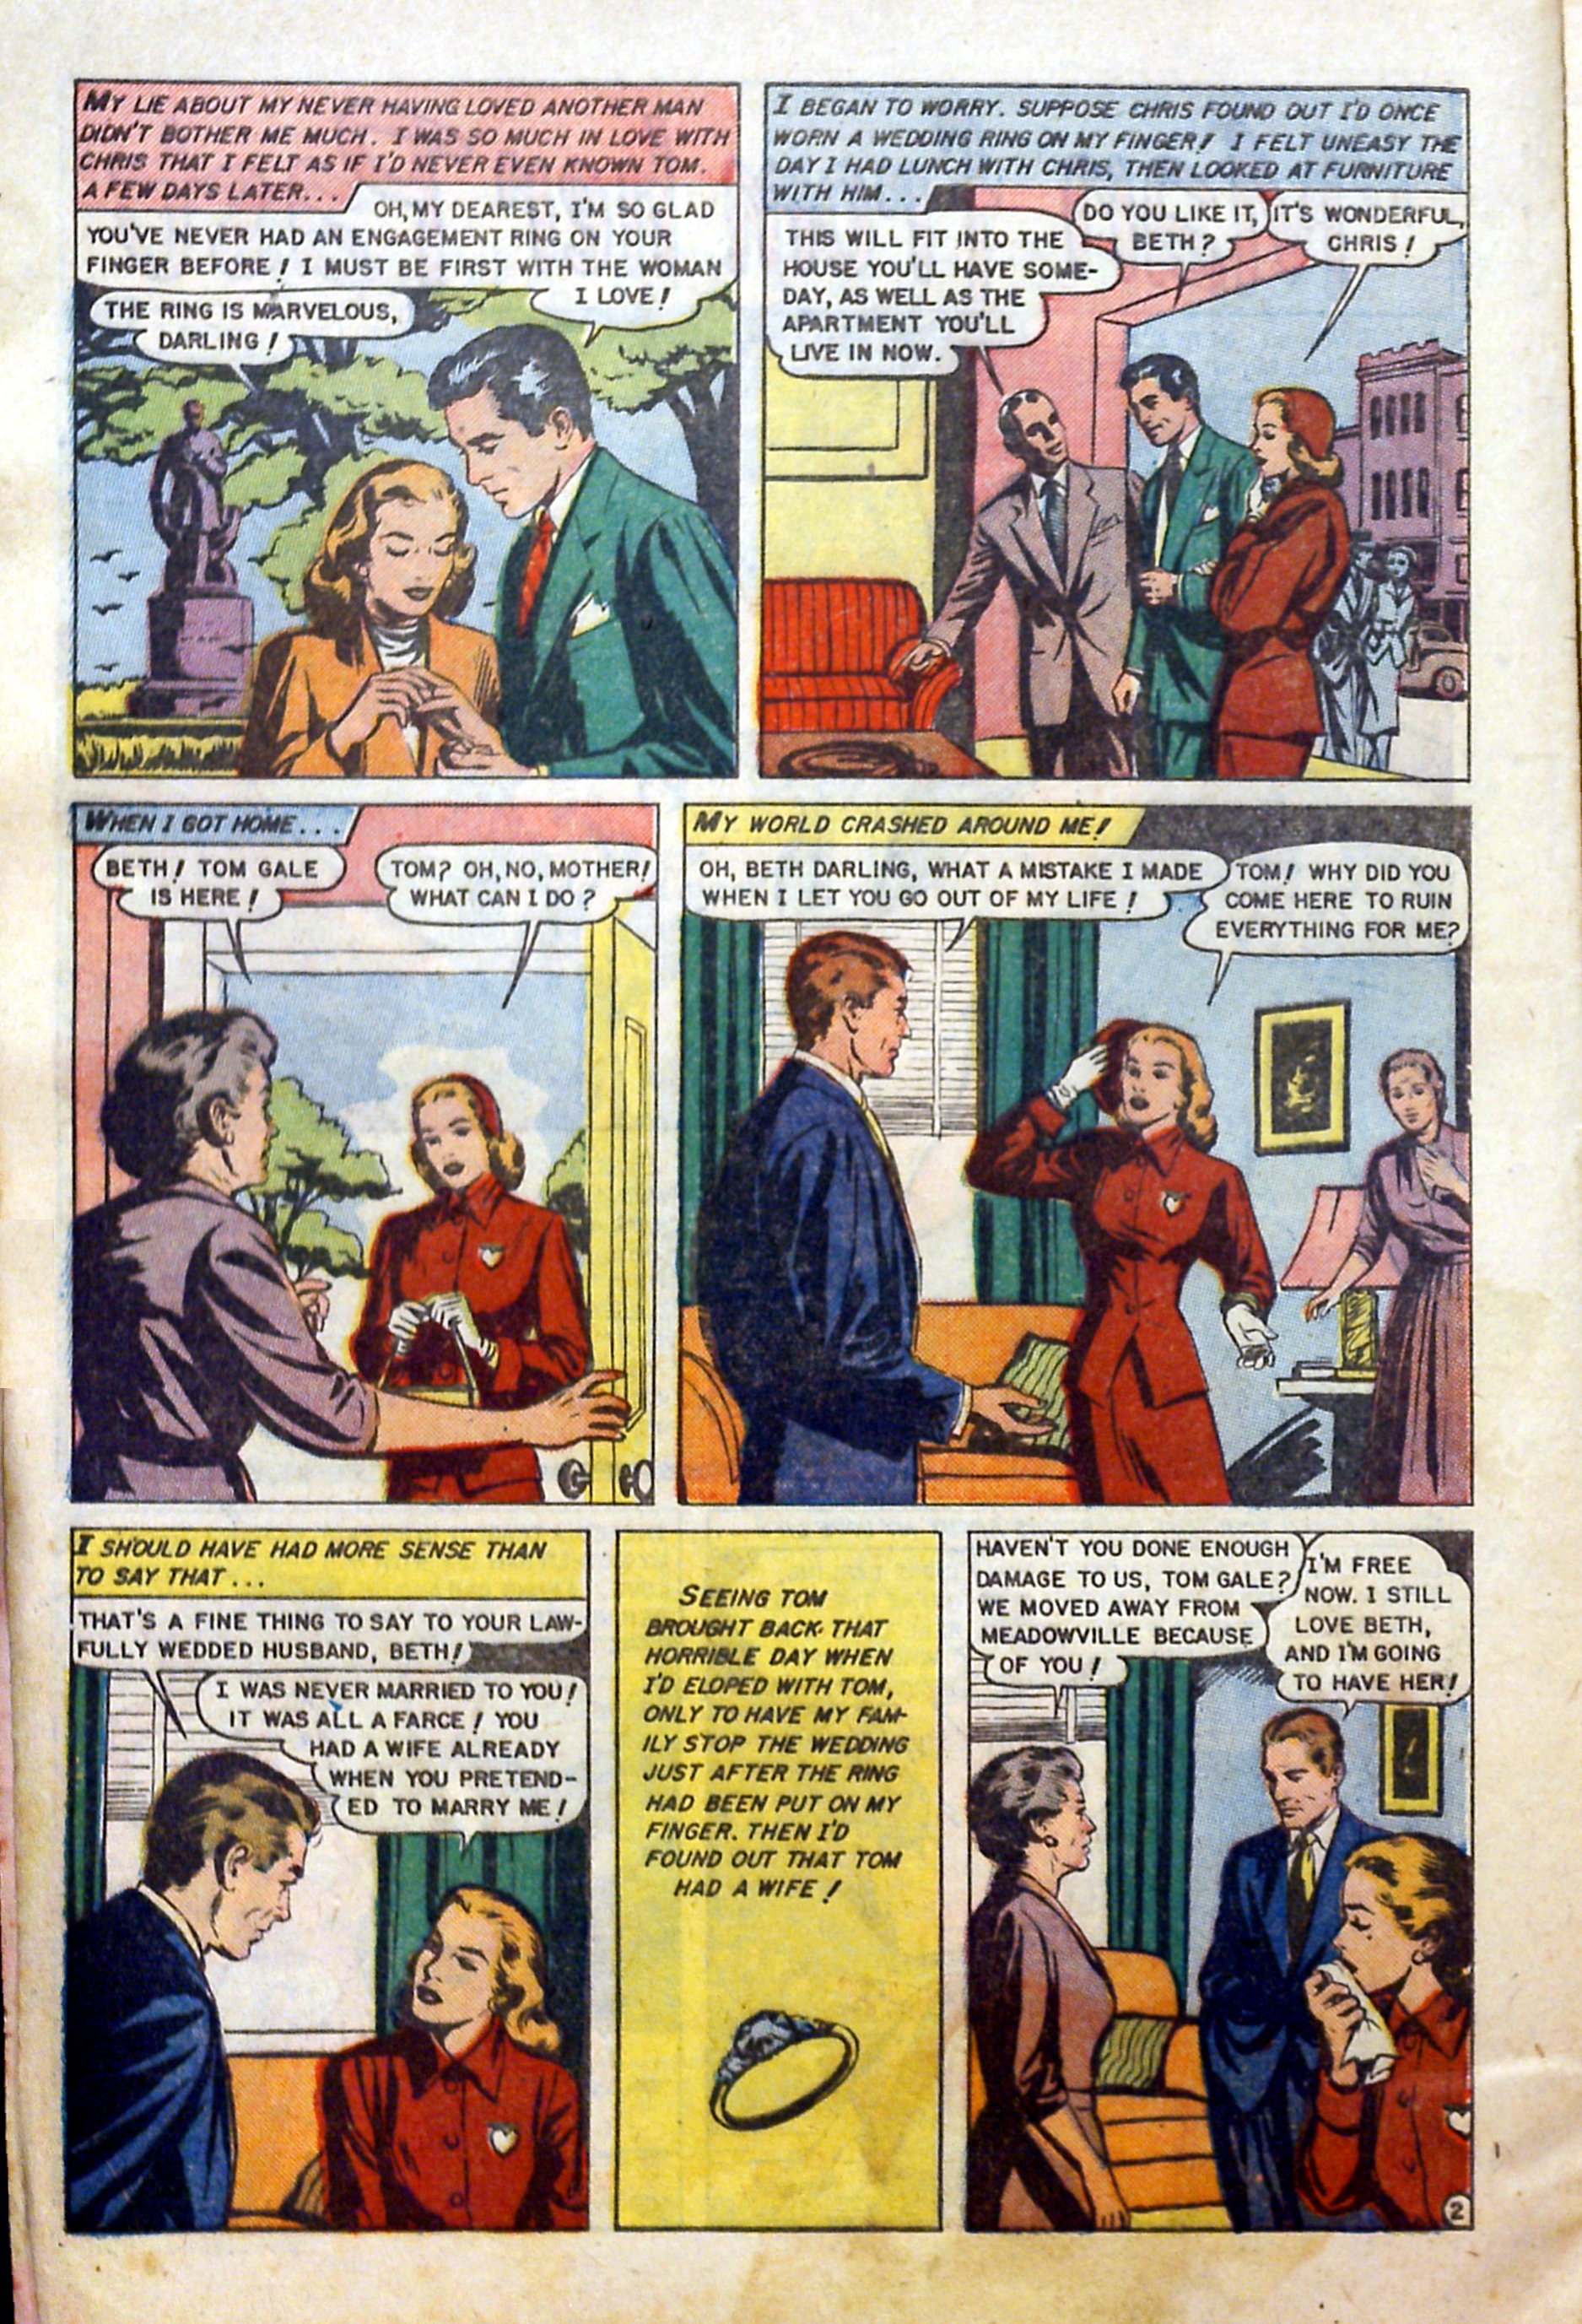 MY LIE ABOUT MY NEVER HAVING LOVED ANOTHER MAN
DIDN'T BOTHER ME MUCH. I WAS SO MUCH IN LOVE WITH
CHRIS THAT I FELT AS IF I'D NEVER EVEN KNOWN TOM.
A FEW DAYS LATER...
OH, MY DEAREST, I'M SO GLAD
YOU'VE NEVER HAD AN ENGAGEMENT RING ON YOUR
FINGER BEFORE! I MUST BE FIRST WITH THE WOMAN
I LOVE!
THE RING IS MARVELOUS,
DARLING!
I BEGAN TO WORRY. SUPPOSE CHRIS FOUND OUT I'D ONCE
WORN A WEDDING RING ON MY FINGER! I FELT UNEASY THE
DAY I HAD LUNCH WITH CHRIS, THEN LOOKED AT FURNITURE
WITH HIM...
THIS WILL FIT INTO THE
HOUSE YOU'LL HAVE SOME-
DAY, AS WELL AS THE
APARTMENT YOU'LL
LIVE IN NOW.
DO YOU LIKE IT,
BETH?
IT'S WONDERFUL,
CHRIS!
WHEN I GOT HOME...
BETH! TOM GALE
IS HERE!
TOM? OH, NO, MOTHER!
WHAT CAN I DO?
MY WORLD CRASHED AROUND ME!
OH, BETH DARLING, WHAT A MISTAKE I MADE
WHEN I LET YOU GO OUT OF MY LIFE!
TOM! WHY DID YOU
COME HERE TO RUIN
EVERYTHING FOR ME?
I SHOULD HAVE HAD MORE SENSE THAN
TO SAY THAT...
THAT'S A FINE THING TO SAY TO YOUR LAW-
FULLY WEDDED HUSBAND, BETH!
I WAS NEVER MARRIED TO YOU!
IT WAS ALL A FARCE! YOU
HAD A WIFE ALREADY
WHEN YOU PRETEND-
ED TO MARRY ME!
SEEING TOM
BROUGHT BACK THAT
HORRIBLE DAY WHEN
I'D ELOPED WITH TOM,
ONLY TO HAVE MY FAM-
ILY STOP THE WEDDING
JUST AFTER THE RING
HAD BEEN PUT ON MY
FINGER. THEN I'D
FOUND OUT THAT TOM
HAD A WIFE!
HAVEN'T YOU DONE ENOUGH
DAMAGE TO US, TOM GALE?
WE MOVED AWAY FROM
MEADOWVILLE BECAUSE
OF YOU!
I'M FREE
NOW. I STILL
LOVE BETH,
AND I'M GOING
TO HAVE HER!
2